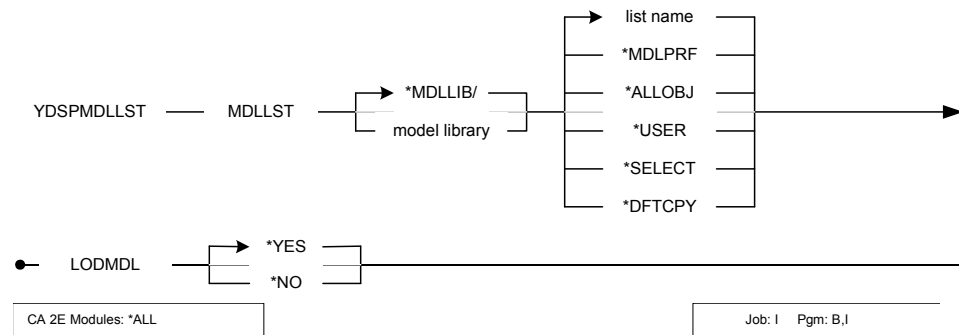 list name
*MDLPRF
YDSPMDLLST MDLLST *MDLLIB/ *ALLOBJ
model library *USER
*SELECT
*DFTCPY
LODMDL *YES
*NO
CA 2E Modules: *ALL Job: I Pgm: B,I